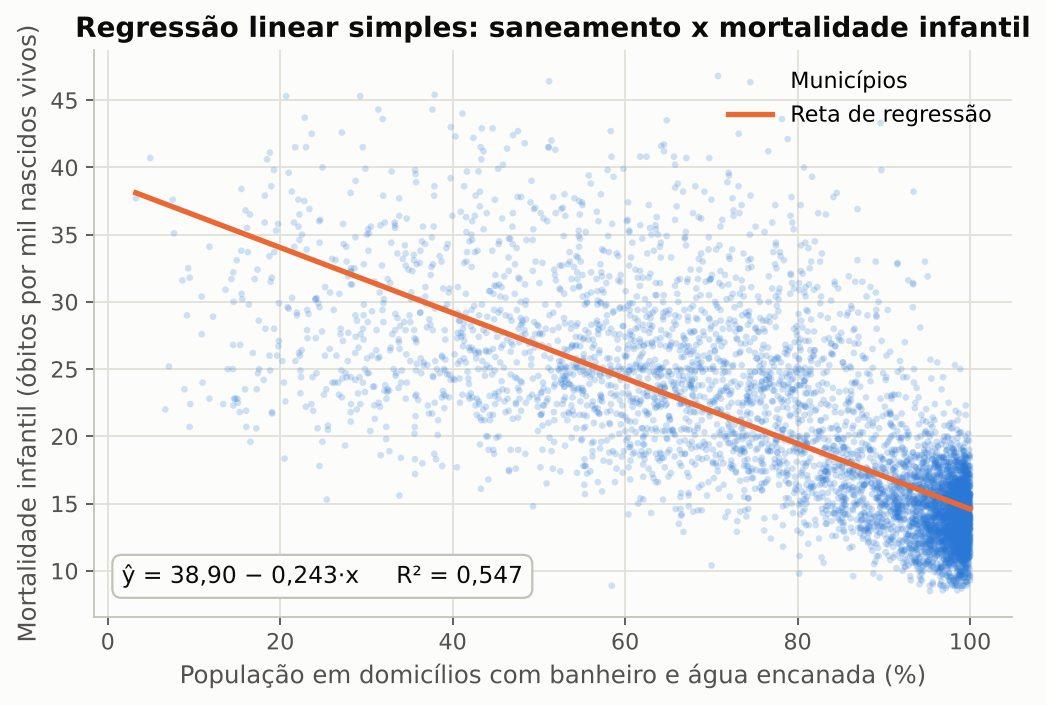 Regressão linear simples: saneamento x mortalidade infantil
Mortalidade infantil (óbitos por mil nascidos vivos)
45
40
35
30
25
20
15
10
Municípios
Reta de regressão
ŷ = 38,90 − 0,243·x R² = 0,547
0 20 40 60 80 100
População em domicílios com banheiro e água encanada (%)